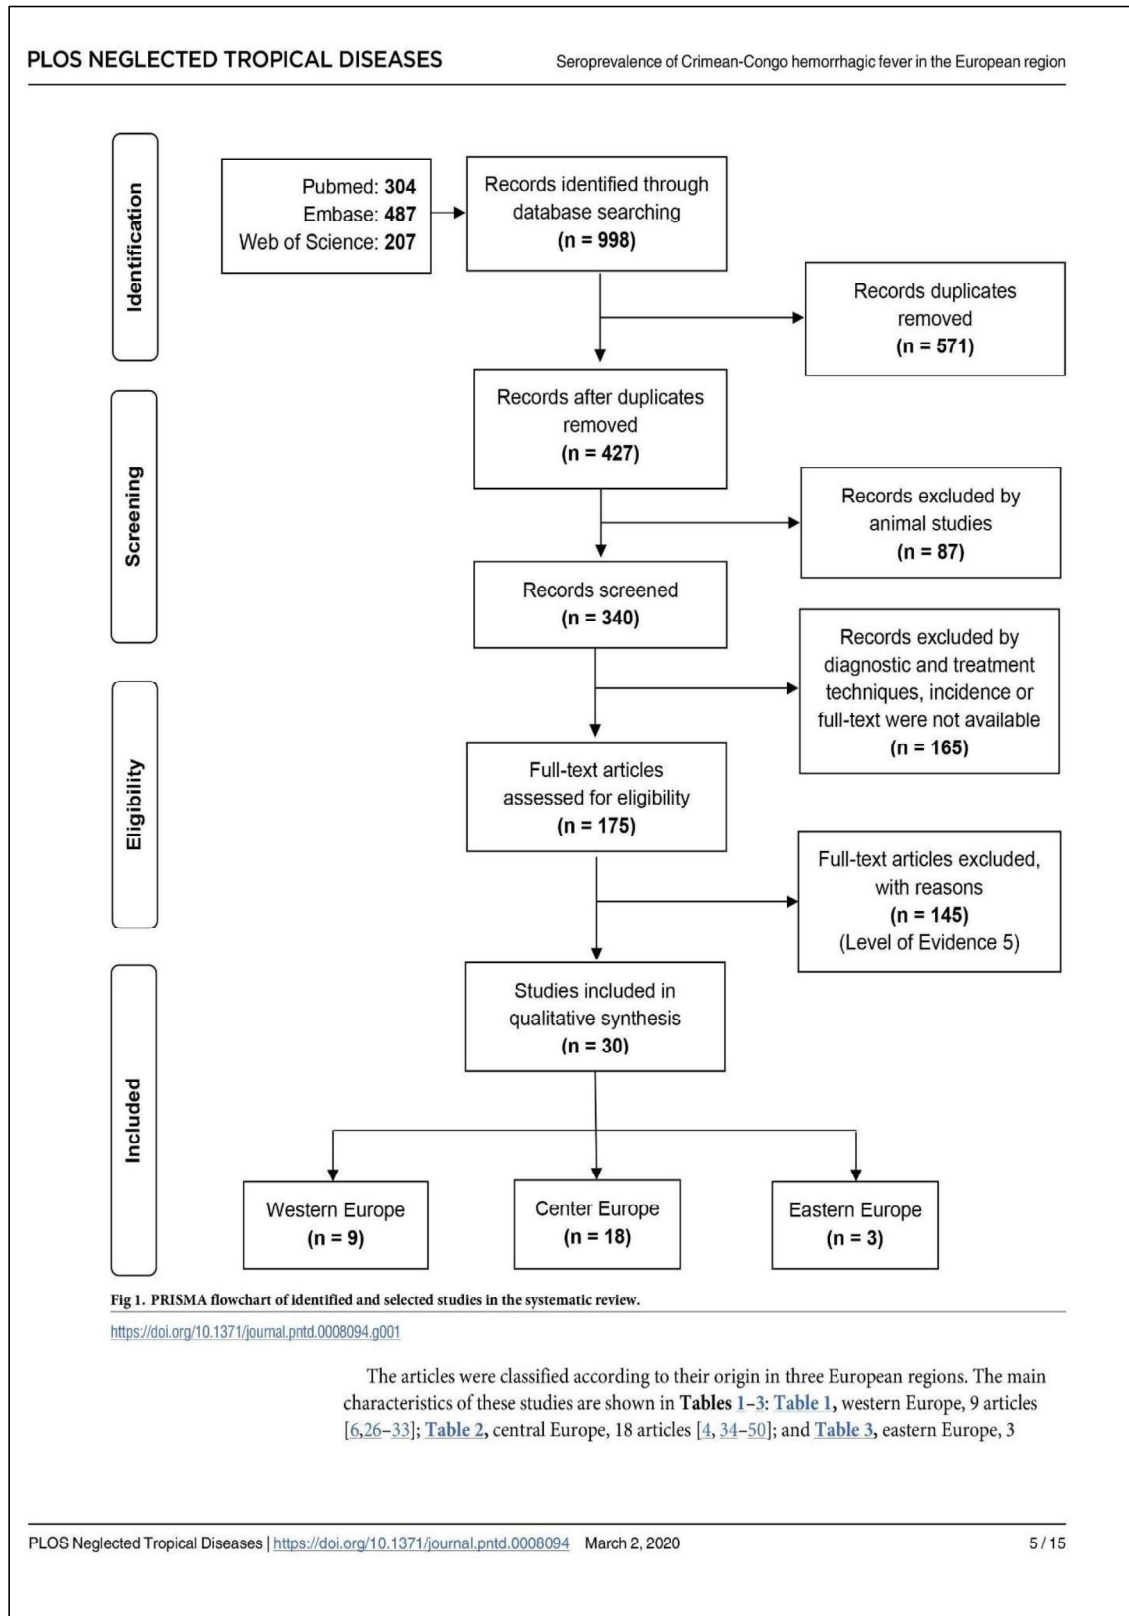 PLOS NEGLECTED TROPICAL DISEASES
Seroprevalence of Crimean-Congo hemorrhagic fever in the European region
Identification
Pubmed: 304
Embase: 487
Web of Science: 207
Records identified through
database searching
(n = 998)
Records duplicates
removed
(n = 571)
Screening
Records after duplicates
removed
(n = 427)
Records excluded by
animal studies
(n = 87)
Records screened
(n = 340)
Records excluded by
diagnostic and treatment
techniques, incidence or
full-text were not available
(n = 165)
Eligibility
Full-text articles
assessed for eligibility
(n = 175)
Full-text articles excluded,
with reasons
(n = 145)
(Level of Evidence 5)
Included
Studies included in
qualitative synthesis
(n = 30)
Western Europe
(n = 9)
Center Europe
(n = 18)
Eastern Europe
(n = 3)
Fig 1. PRISMA flowchart of identified and selected studies in the systematic review.
https://doi.org/10.1371/journal.pntd.0008094.g001
The articles were classified according to their origin in three European regions. The main
characteristics of these studies are shown in Tables 1–3: Table 1, western Europe, 9 articles
[6,26–33]; Table 2, central Europe, 18 articles [4, 34–50]; and Table 3, eastern Europe, 3
PLOS Neglected Tropical Diseases | https://doi.org/10.1371/journal.pntd.0008094 March 2, 2020
5 / 15